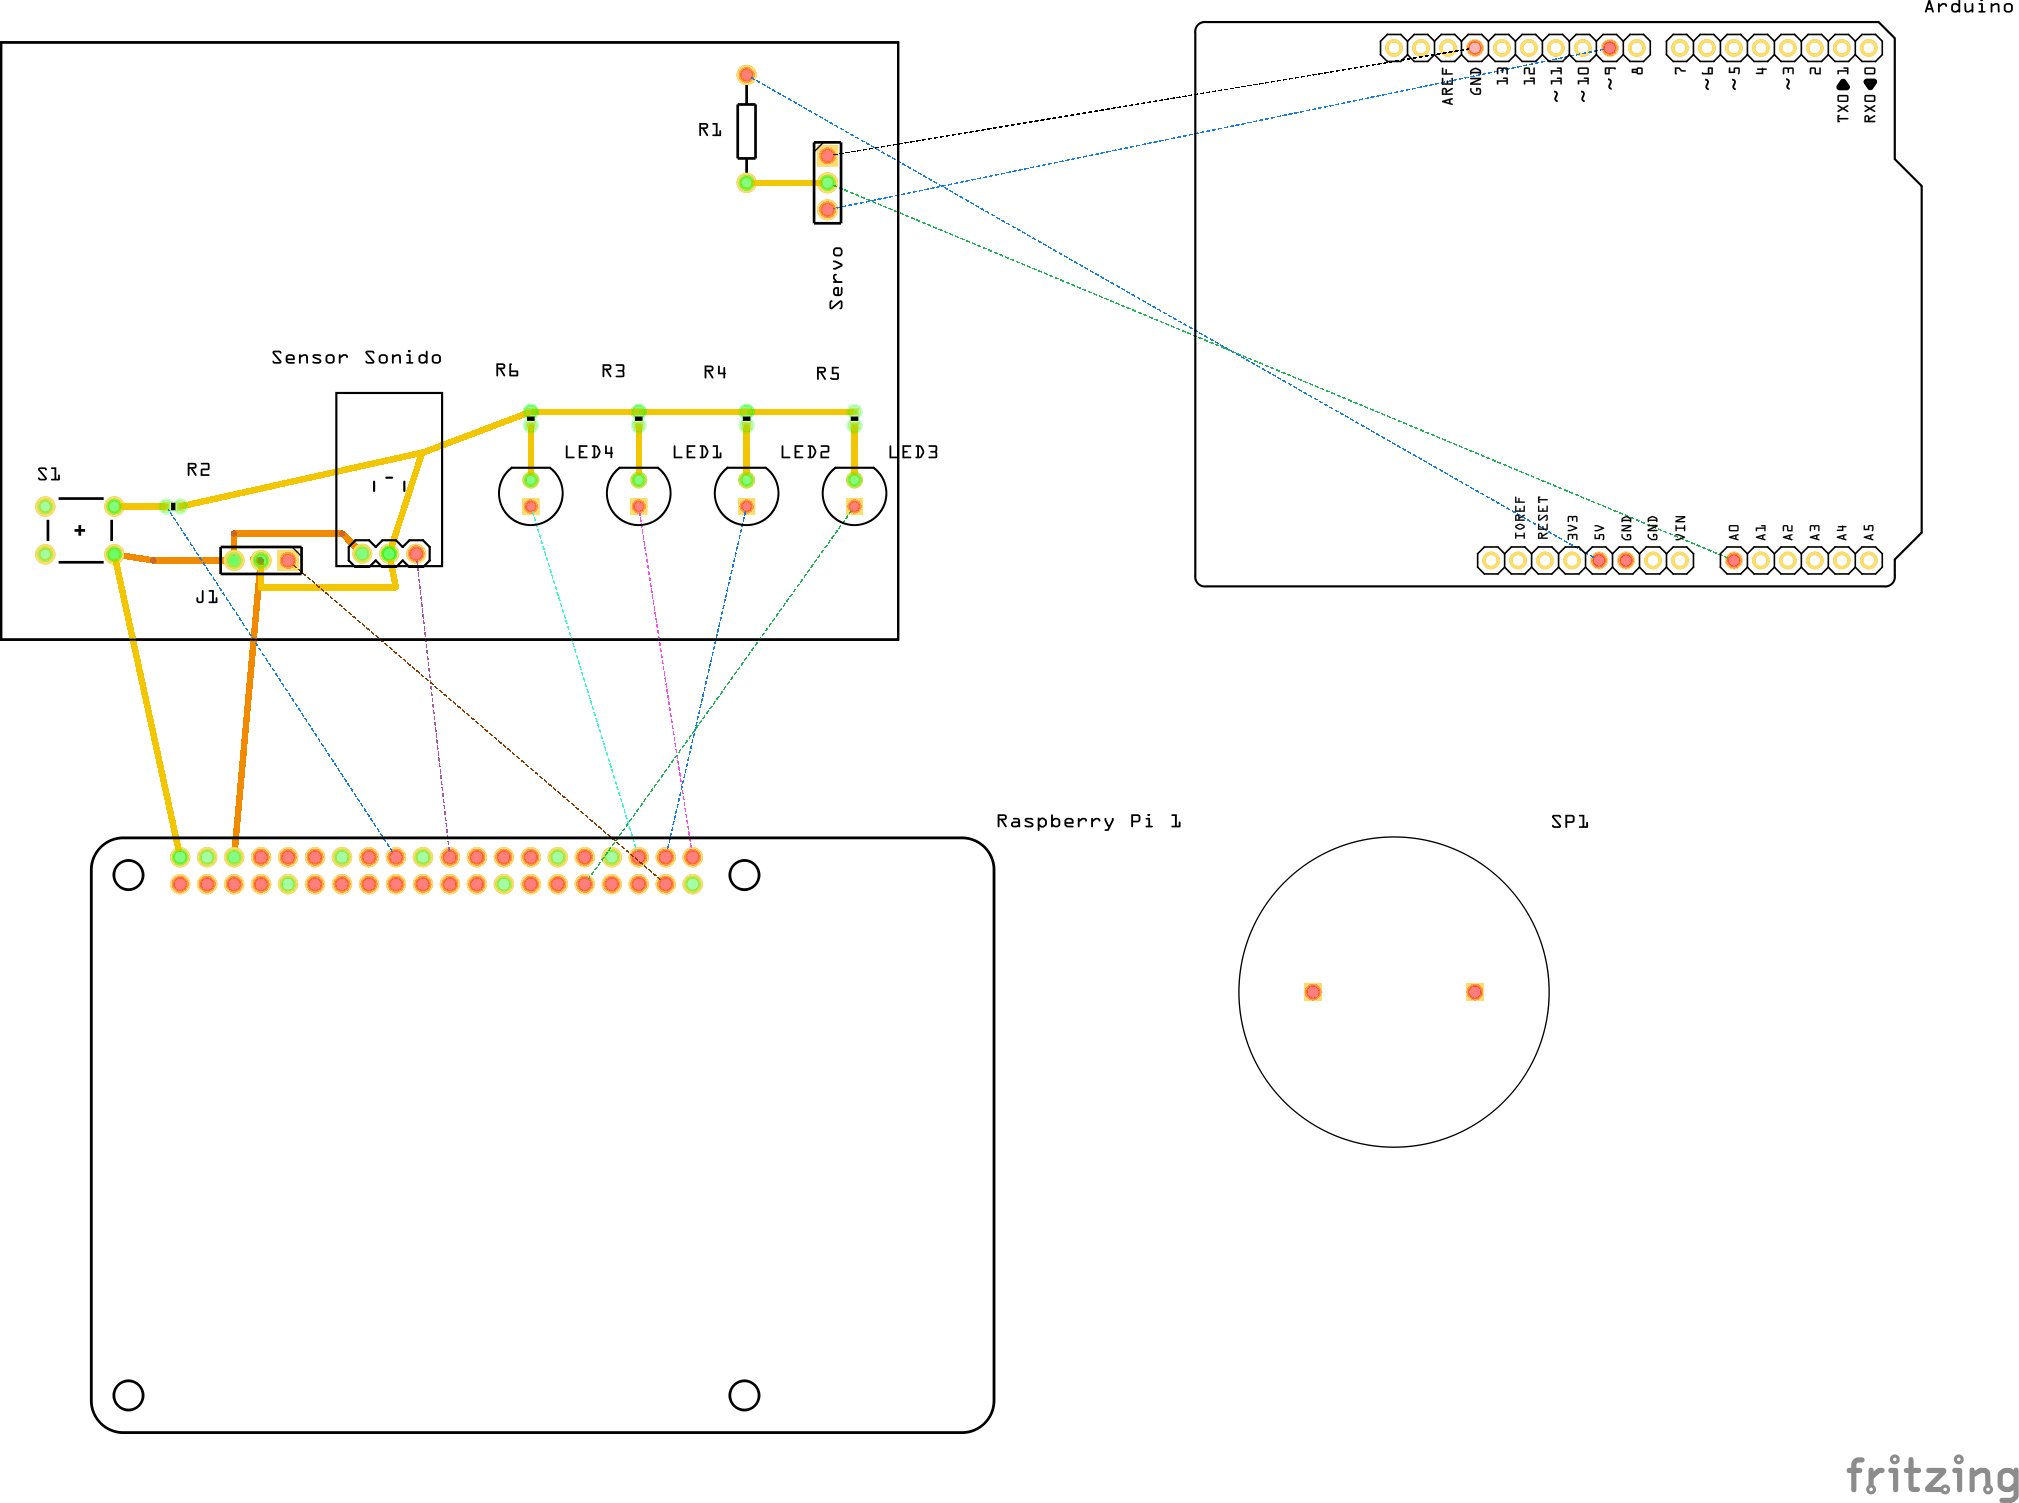 Arduino
AREF
GND
13
12
~11
~10
~9
8
7
~6
~5
4
~3
2
TXO 1
RXO 0
R1
Servo
Sensor Sonido
R6
R3
R4
R5
S1
R2
LED4
LED1
LED2
LED3
J1
IOREF
RESET
3V3
5V
GND
GND
VIN
A0
A1
A2
A3
A4
A5
Raspberry Pi 1
SP1
fritzing